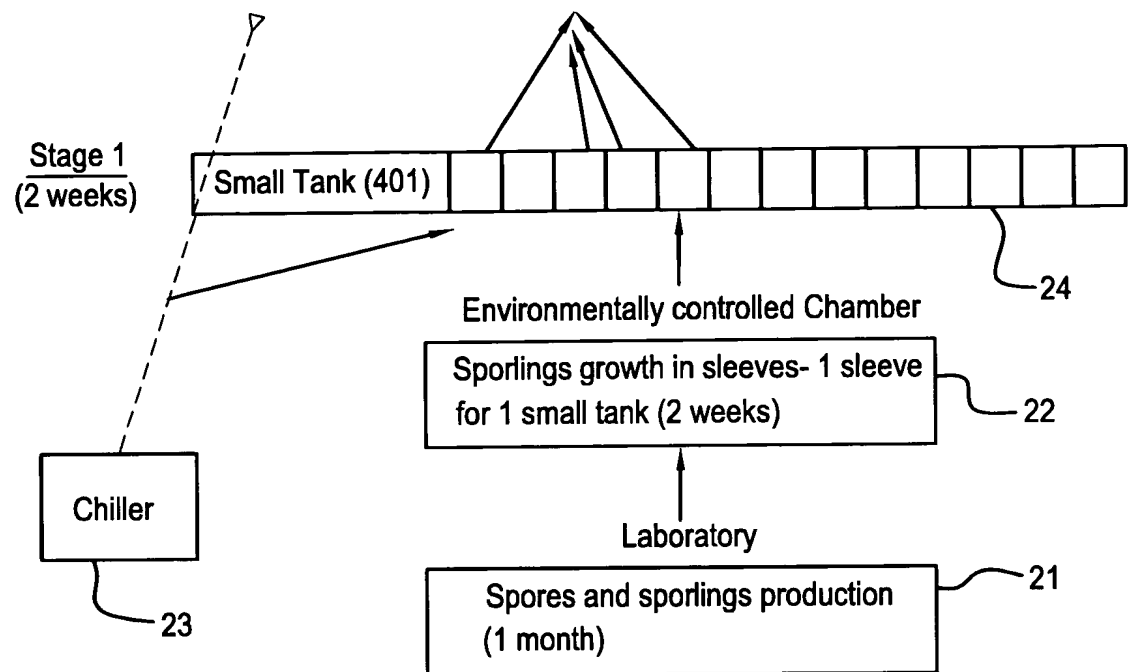 Stage 1
(2 weeks)
Small Tank (401)
24
Environmentally controlled Chamber
Sporlings growth in sleeves- 1 sleeve
for 1 small tank (2 weeks)
22
Chiller
23
Laboratory
Spores and sporlings production
(1 month)
21